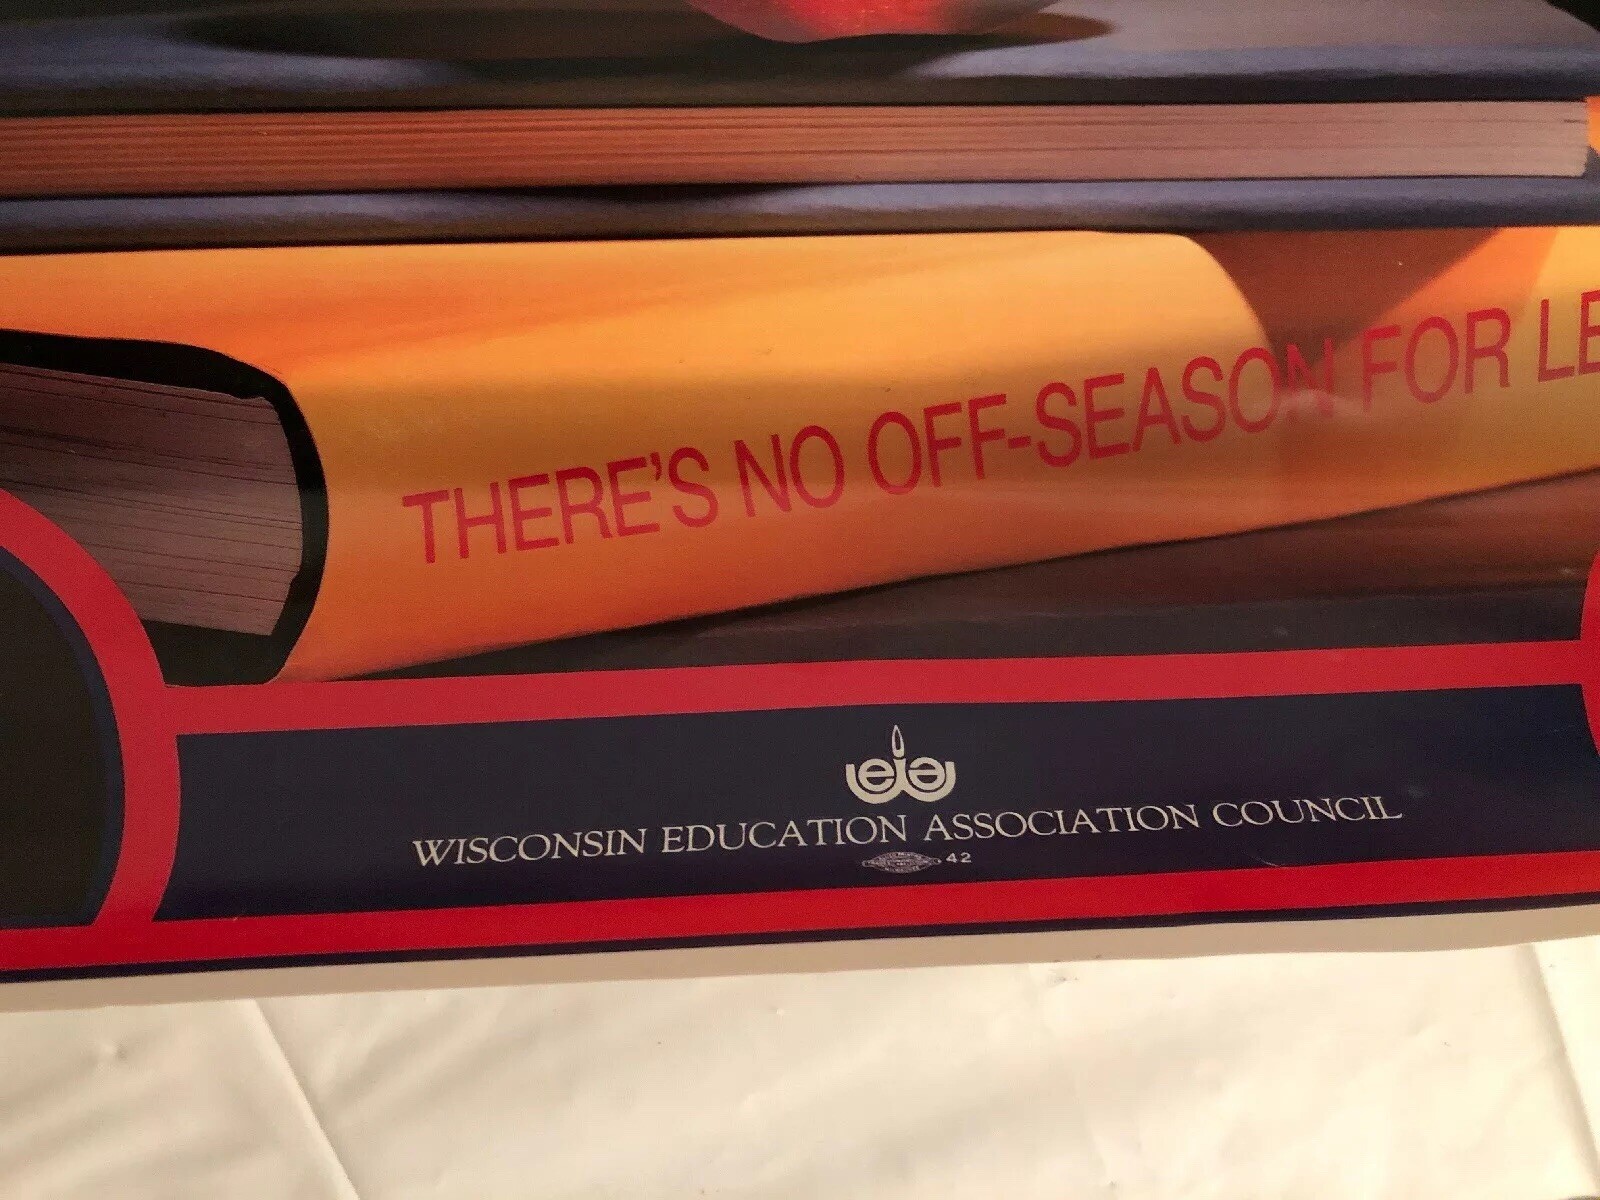 THERE'S NO OFF-SEASON FOR LE
WISCONSIN EDUCATION ASSOCIATION COUNCIL
42